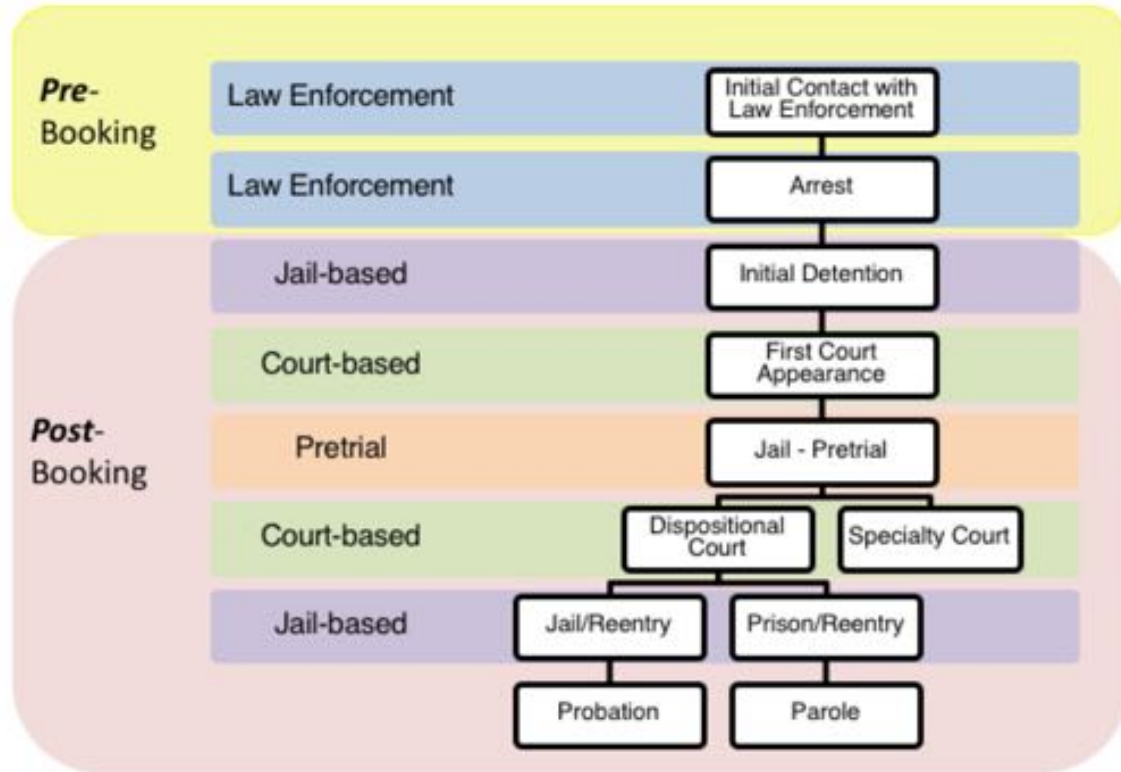 Pre-
Booking
Law Enforcement
Initial Contact with
Law Enforcement
Law Enforcement
Arrest
Jail-based
Initial Detention
Court-based
First Court
Appearance
Post-
Booking
Pretrial
Jail - Pretrial
Court-based
Dispositional
Court
Specialty Court
Jail-based
Jail/Reentry
Prison/Reentry
Probation
Parole